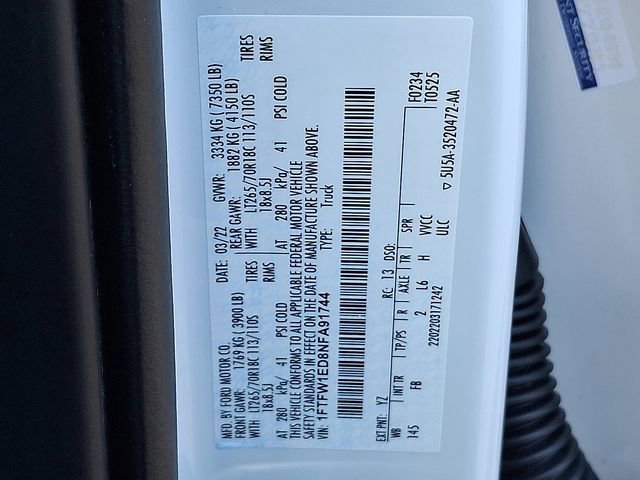 MFD. BY FORD MOTOR CO.
DATE: 03/22 GVWR: 3334 KG ( 7350 LB)
FRONT GAWR: 1769 KG ( 3900 LB) REAR GAWR: 1882 KG ( 4150 LB)
WITH LT265/70R18C 113/110S TIRES WITH LT265/70R18C 113/110S TIRES
18x8.5J RIMS 18x8.5J RIMS
AT 280 kPa/ 41 PSI COLD AT 280 kPa/ 41 PSI COLD
THIS VEHICLE CONFORMS TO ALL APPLICABLE FEDERAL MOTOR VEHICLE
SAFETY STANDARDS IN EFFECT ON THE DATE OF MANUFACTURE SHOWN ABOVE.
VIN: 1FTFW1ED8NFA91744 TYPE: Truck
EXT PNT: YZ RC: 13 DSO: F0234
WB INT TR TP/PS R AXLE TR SPR T0525
145 FB 2 L6 H VVCC
2202203171242 ULC
5U5A-3520472-AA